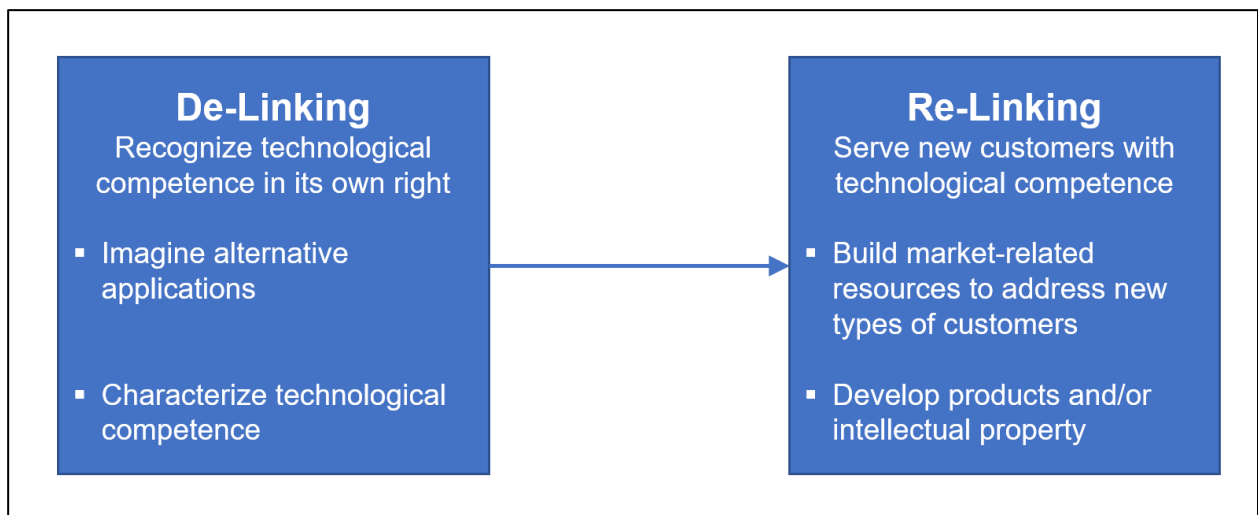 De-Linking
Recognize technological
competence in its own right
▪ Imagine alternative
applications
▪ Characterize technological
competence
Re-Linking
Serve new customers with
technological competence
▪ Build market-related
resources to address new
types of customers
▪ Develop products and/or
intellectual property